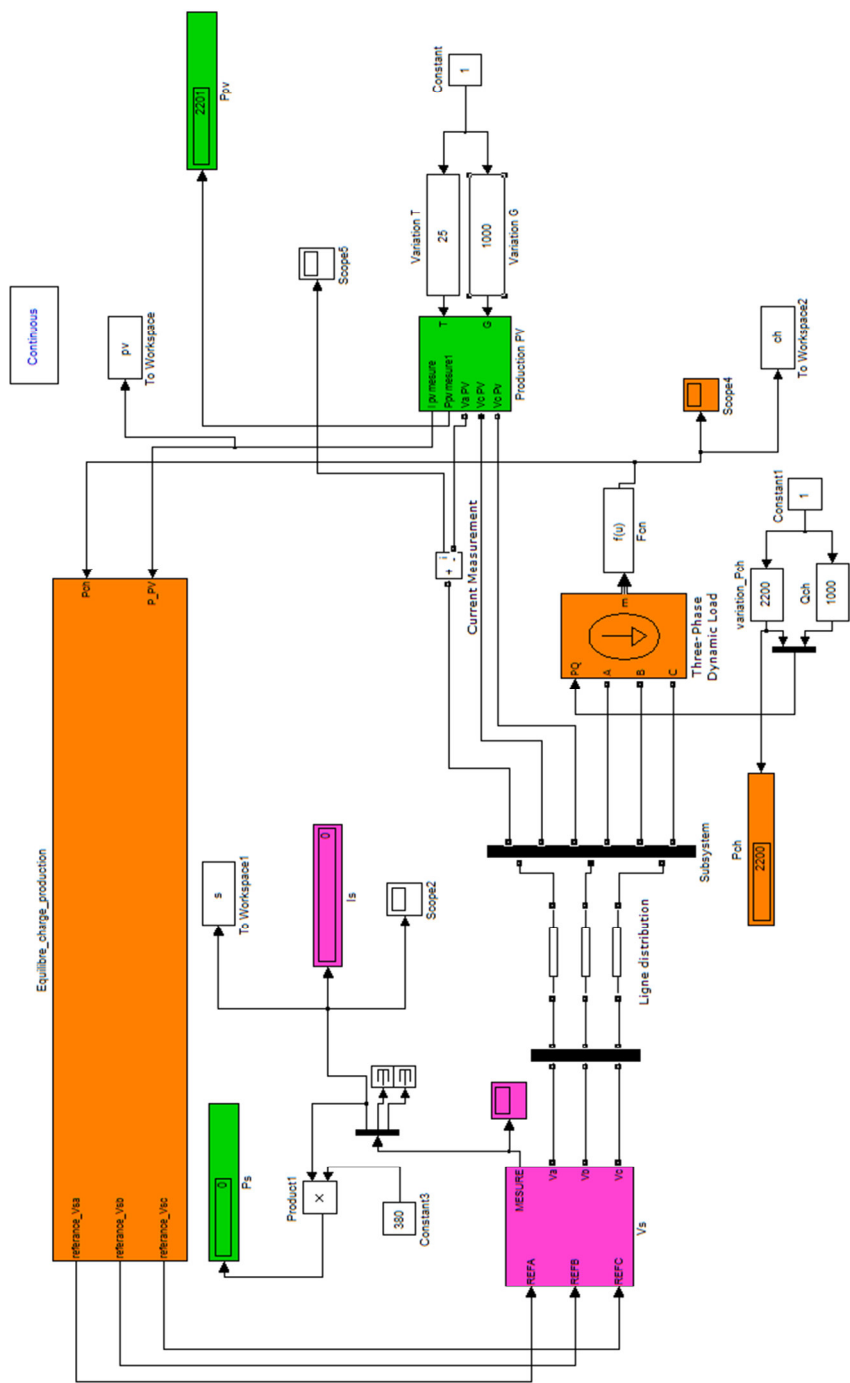 Continuous
pv
To Workspace
2201
Ppv
Equilibre_charge_production
referance_Vsa
referance_Vsb
referance_Vsc
Pch
P_PV
s
To Workspace1
0
Is
Scope2
0
Ps
Product1
×
380
Constant3
Scope5
Constant
1
Variation T
25
1000
Variation G
T
G
I pv mesure
Ppv mesure1
Va PV
Vc PV
Vc Pv
Production PV
+
-
i
Current Measurement
Scope4
ch
To Workspace2
f(u)
Fcn
m
PQ
A
B
C
Three-Phase
Dynamic Load
Constant1
1
variation_Pch
2200
Qch
1000
Pch
2200
Subsystem
Ligne distribution
MESURE
Va
Vb
Vc
REFA
REFB
REFC
Vs